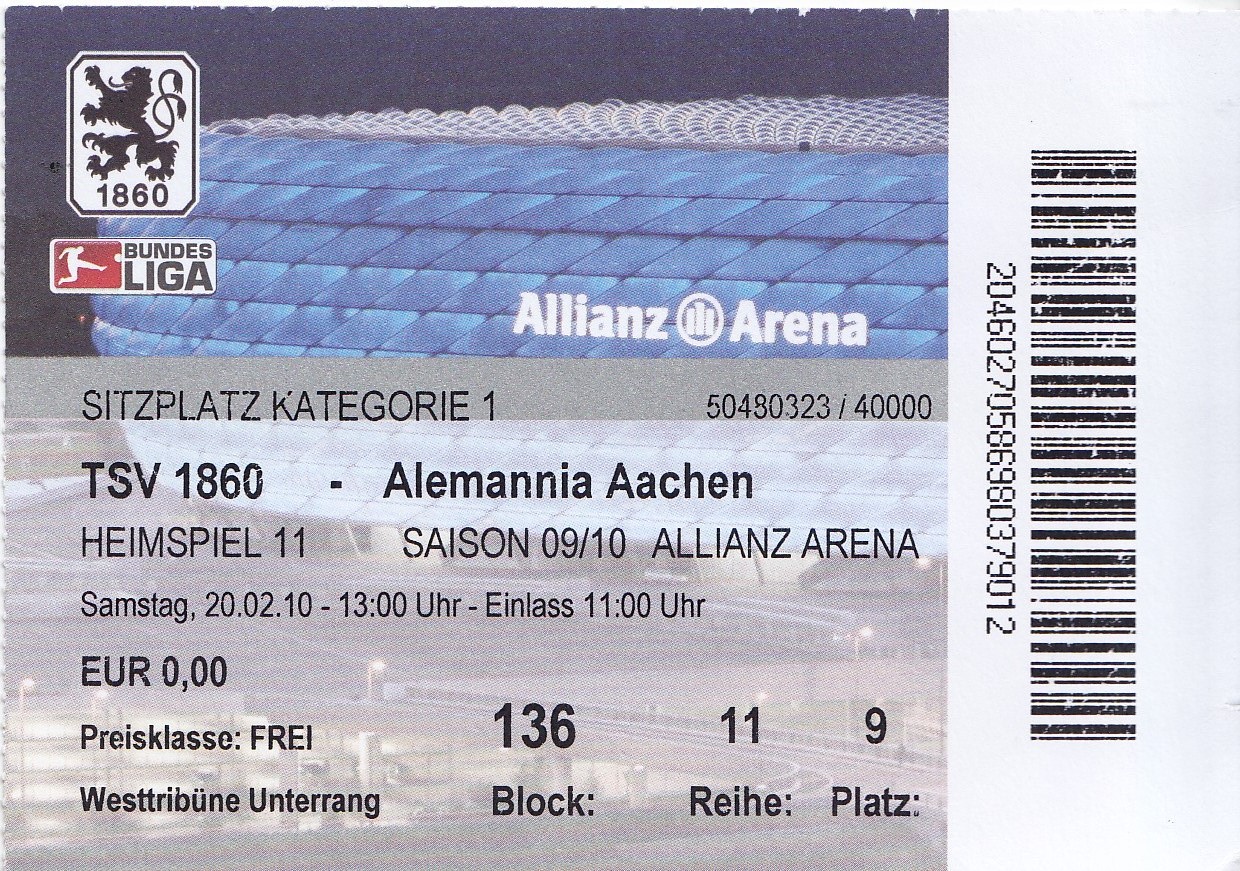 1860
BUNDES
LIGA
Allianz Arena
SITZPLATZ KATEGORIE 1 50480323 / 40000
TSV 1860 - Alemannia Aachen
HEIMSPIEL 11 SAISON 09/10 ALLIANZ ARENA
Samstag, 20.02.10 - 13:00 Uhr - Einlass 11:00 Uhr
EUR 0,00
Preisklasse: FREI 136 11 9
Westtribüne Unterrang Block: Reihe: Platz:
20460270586980379012